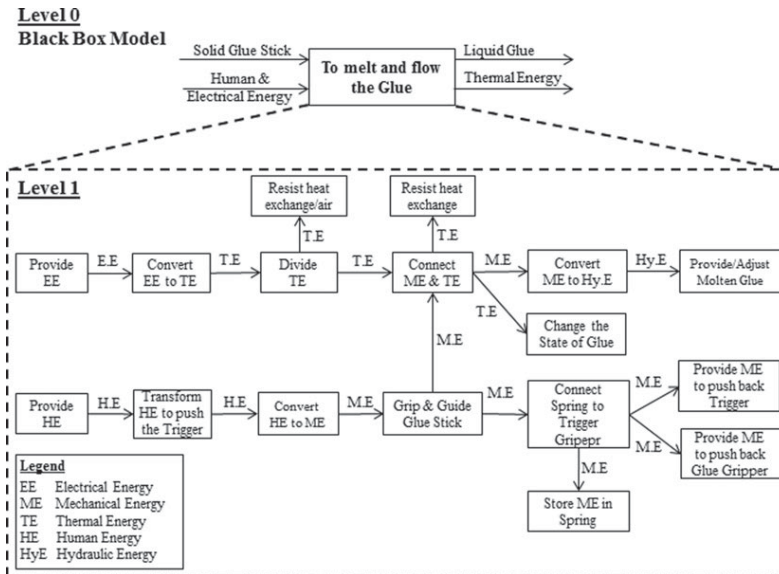 Level 0
Black Box Model
Solid Glue Stick
Human &
Electrical Energy
To melt and flow
the Glue
Liquid Glue
Thermal Energy
Level 1
Resist heat
exchange/air
Resist heat
exchange
T.E
T.E
Provide
EE
E.E
Convert
EE to TE
T.E
Divide
TE
T.E
Connect
ME & TE
M.E
Convert
ME to Hy.E
Hy.E
Provide/Adjust
Molten Glue
T.E
Change the
State of Glue
M.E
Provide
HE
H.E
Transform
HE to push
the Trigger
H.E
Convert
HE to ME
M.E
Grip & Guide
Glue Stick
M.E
Connect
Spring to
Trigger
Gripepr
M.E
Provide ME
to push back
Trigger
M.E
Provide ME
to push back
Glue Gripper
M.E
Store ME in
Spring
Legend
EE Electrical Energy
ME Mechanical Energy
TE Thermal Energy
HE Human Energy
HyE Hydraulic Energy